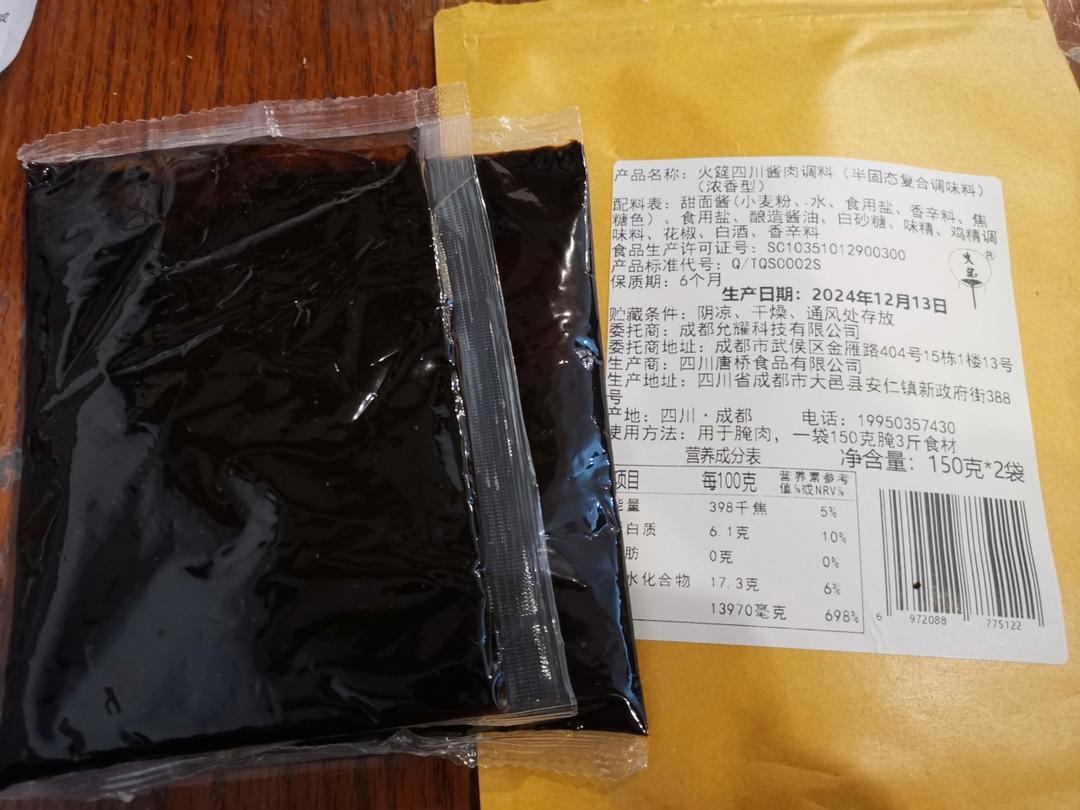 产品名称：火筵四川酱肉调料（半固态复合调味料）
（浓香型）
配料表：甜面酱(小麦粉、水、食用盐、香辛料、焦
糖色）、食用盐、酿造酱油、白砂糖、味精、鸡精调
味料、花椒、白酒、香辛料
食品生产许可证号：SC10351012900300
产品标准代号：Q/TQS0002S
保质期：6个月
生产日期：2024年12月13日
贮藏条件：阴凉、干燥、通风处存放
委托商：成都允耀科技有限公司
委托商地址：成都市武侯区金雁路404号15栋1楼13号
生产商：四川唐桥食品有限公司
生产地址：四川省成都市大邑县安仁镇新政府街388
号
产地：四川·成都 电话：19950357430
使用方法：用于腌肉，一袋150克腌3斤食材
营养成分表 净含量：150克*2袋
项目 每100克 营养素参考
值%或NRV%
能量 398千焦 5%
白质 6.1克 10%
肪 0克 0%
水化合物 17.3克 6%
13970毫克 698%
6 972088 775122